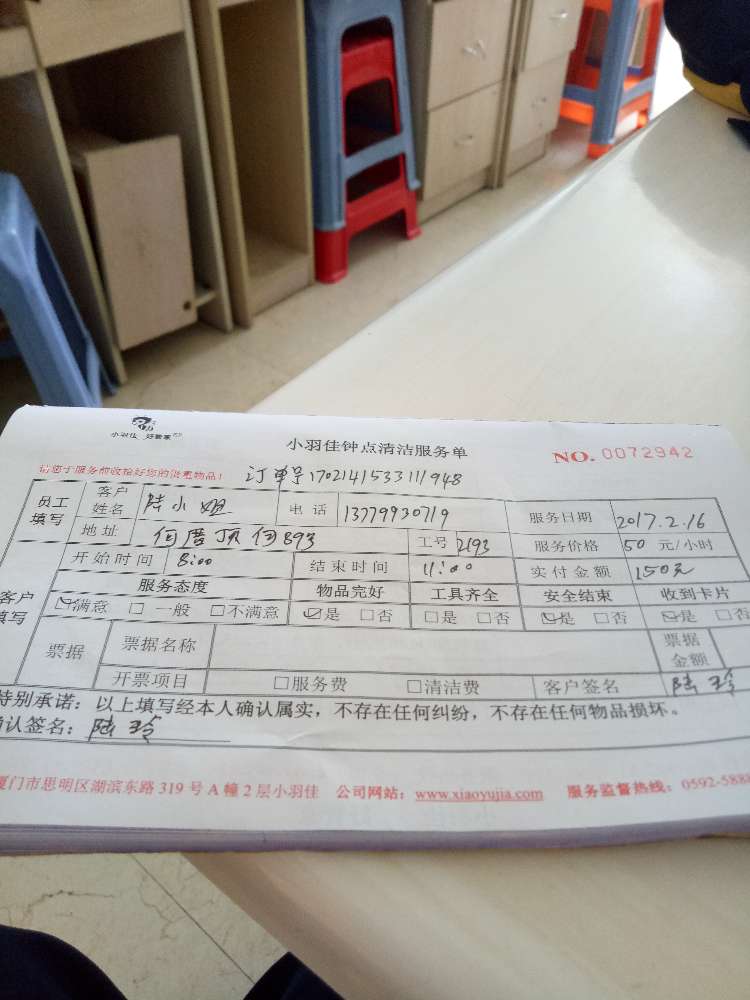 小羽佳 好管家
小羽佳钟点清洁服务单
NO. 0072942
请您于服务前收拾好您的贵重物品! 订单号170214153311948
员工填写 客户姓名 陆小姐 电话 13779930719 服务日期 2017.2.16
地址 何厝顶何893 工号 2193 服务价格 50 元/小时
开始时间 8:00 结束时间 11:00 实付金额 150元
客户填写 服务态度 物品完好 工具齐全 安全结束 收到卡片
☑满意 □一般 □不满意 ☑是 □否 □是 □否 ☑是 □否 ☑是 □否
票据 票据名称 票据金额
开票项目 □服务费 □清洁费 客户签名 陆玲
特别承诺:以上填写经本人确认属实,不存在任何纠纷,不存在任何物品损坏。
确认签名:陆玲
厦门市思明区湖滨东路 319 号 A 幢 2 层小羽佳 公司网站:www.xiaoyujia.com 服务监督热线:0592-5888